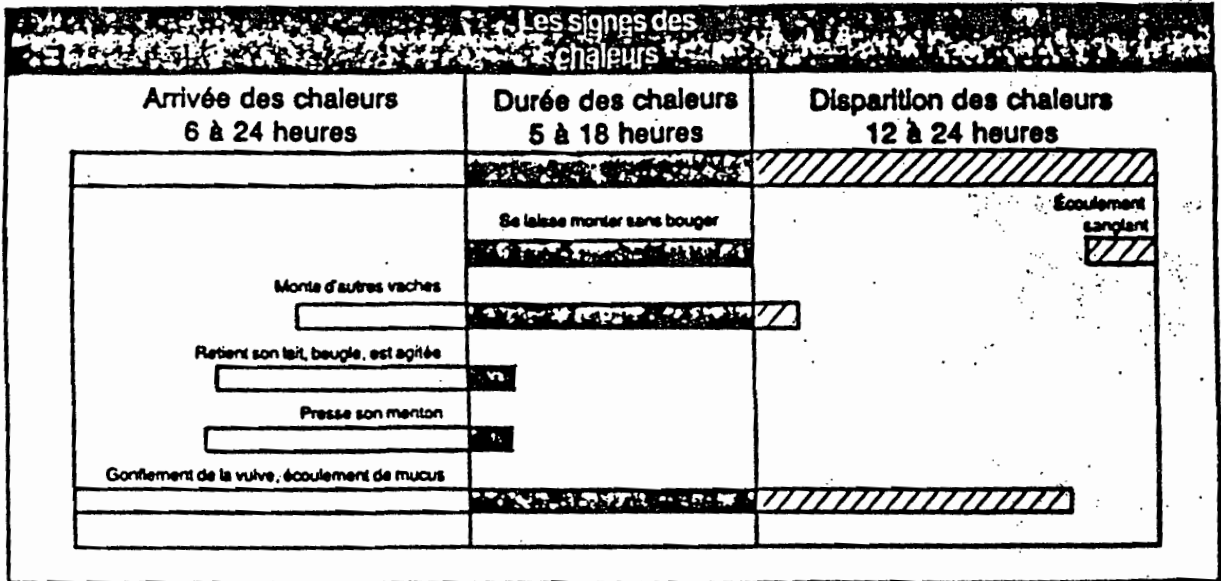 Les signes des
chaleurs
Arrivée des chaleurs
6 à 24 heures
Durée des chaleurs
5 à 18 heures
Disparition des chaleurs
12 à 24 heures
Écoulement
sanglant
Se laisse monter sans bouger
Monte d'autres vaches
Retient son lait, beugle, est agitée
Presse son menton
Gonflement de la vulve, écoulement de mucus